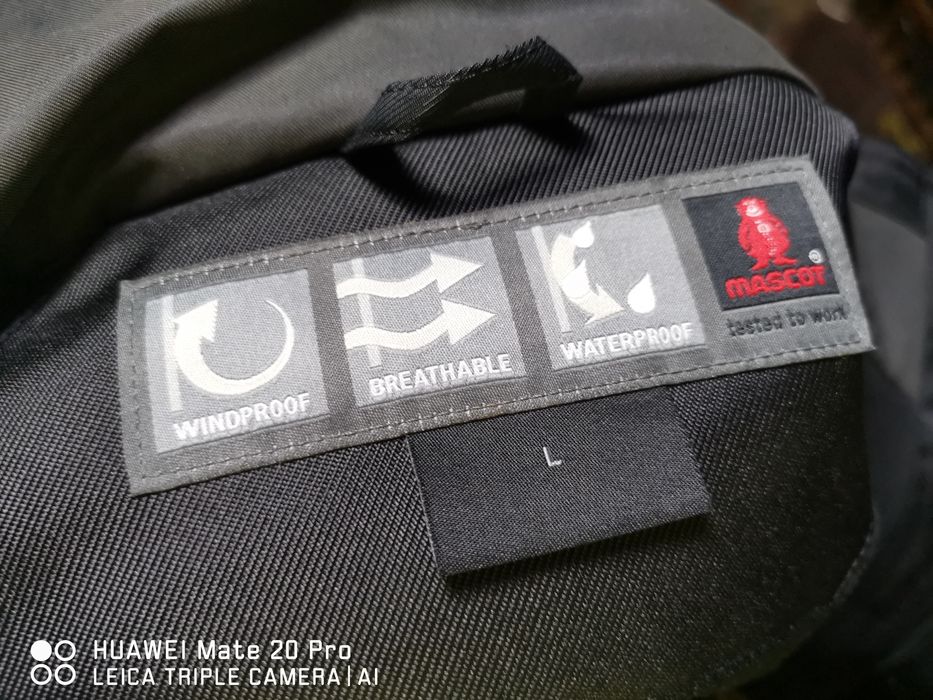 WINDPROOF
BREATHABLE
WATERPROOF
MASCOT®
tested to work
L
HUAWEI Mate 20 Pro
LEICA TRIPLE CAMERA | AI